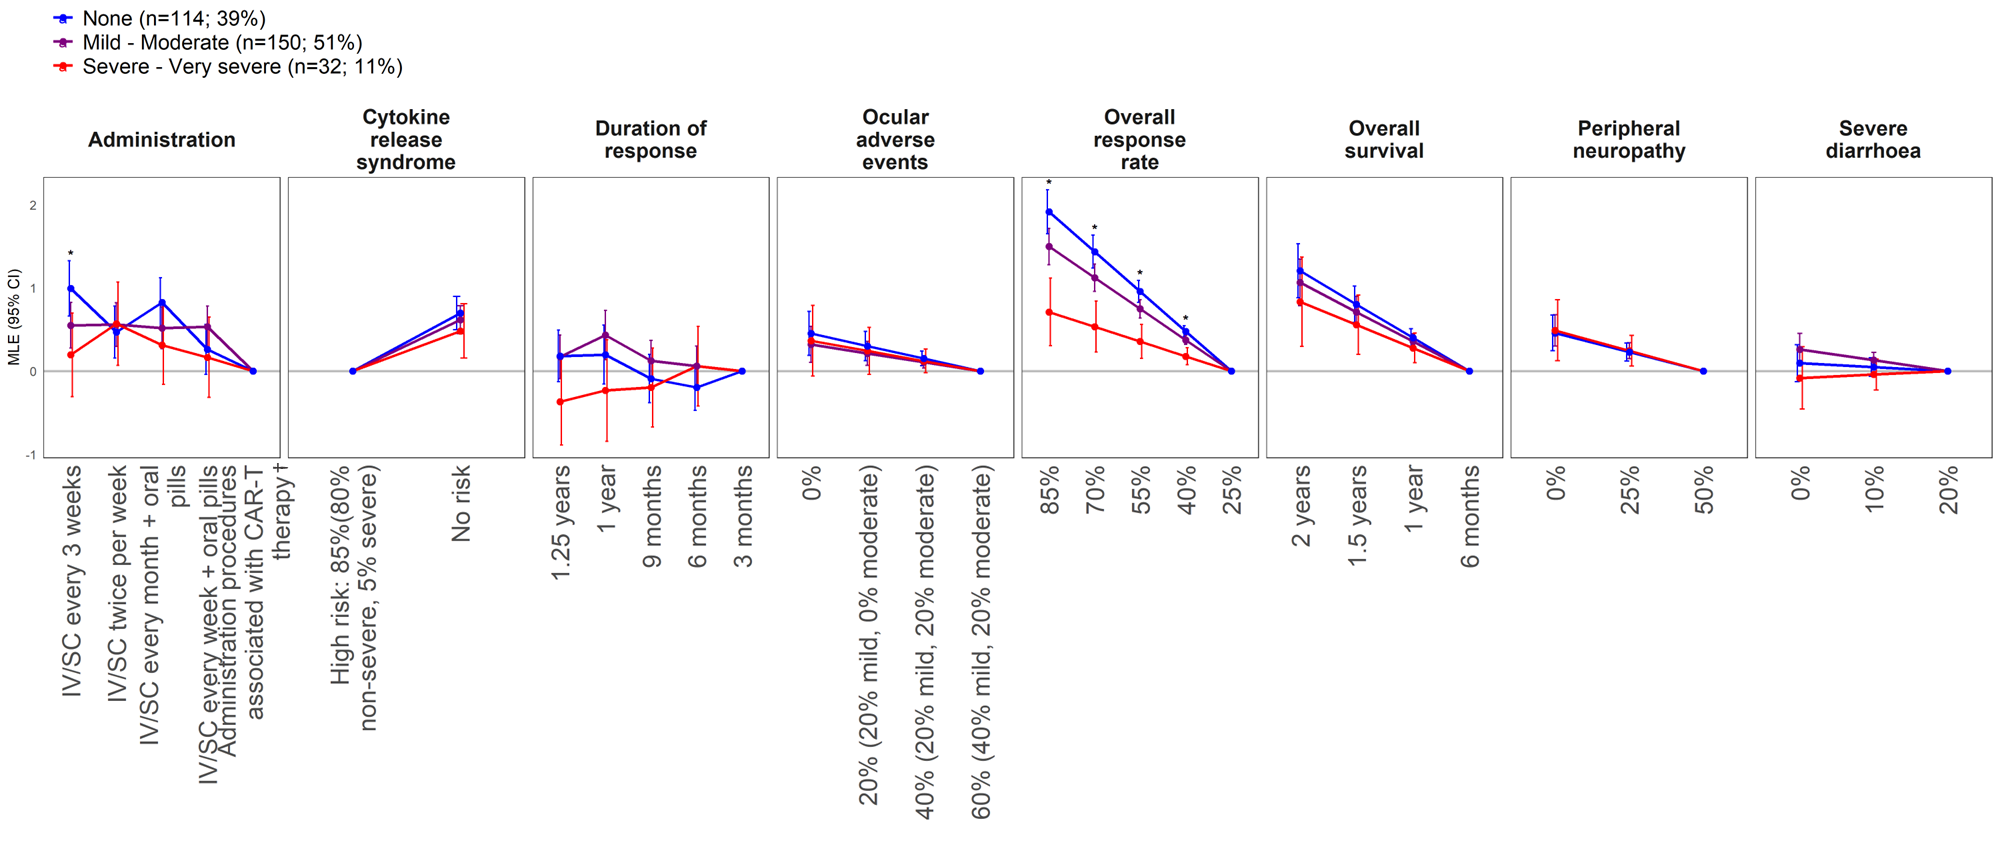 None (n=114; 39%)
Mild - Moderate (n=150; 51%)
Severe - Very severe (n=32; 11%)
Administration
Cytokine
release
syndrome
Duration of
response
Ocular
adverse
events
Overall
response
rate
Overall
survival
Peripheral
neuropathy
Severe
diarrhoea
MLE (95% CI)
2
1
0
-1
*
*
*
*
*
IV/SC every 3 weeks
IV/SC twice per week
IV/SC every month + oral
pills
IV/SC every week + oral pills
Administration procedures
associated with CAR-T
therapy†
High risk: 85%(80%
non-severe, 5% severe)
No risk
1.25 years
1 year
9 months
6 months
3 months
0%
20% (20% mild, 0% moderate)
40% (20% mild, 20% moderate)
60% (40% mild, 20% moderate)
85%
70%
55%
40%
25%
2 years
1.5 years
1 year
6 months
0%
25%
50%
0%
10%
20%